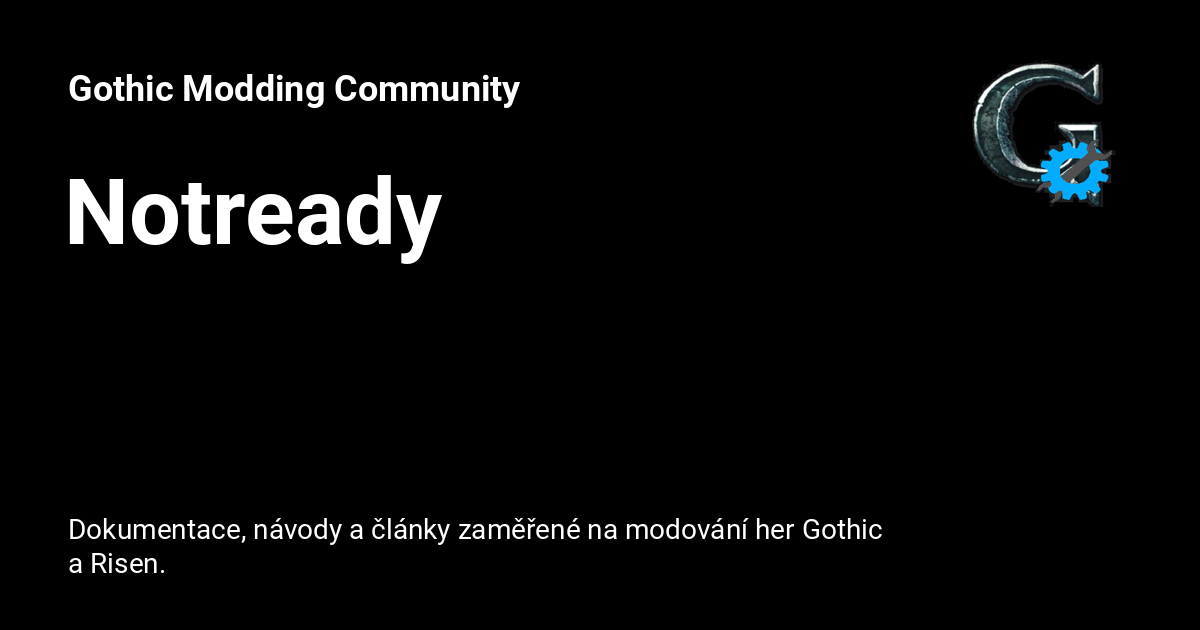 Gothic Modding Community
Notready
Dokumentace, návody a články zaměřené na modování her Gothic
a Risen.